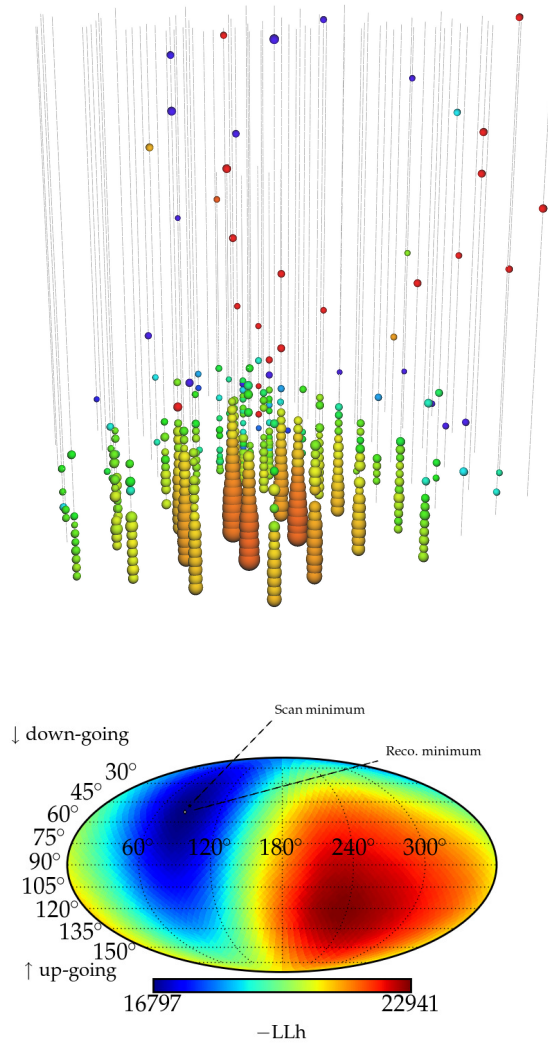 Scan minimum
↓ down-going
Reco. minimum
30°
45°
60°
75°
60° 120° 180° 240° 300°
90°
105°
120°
135°
150°
↑ up-going
16797 22941
−LLh